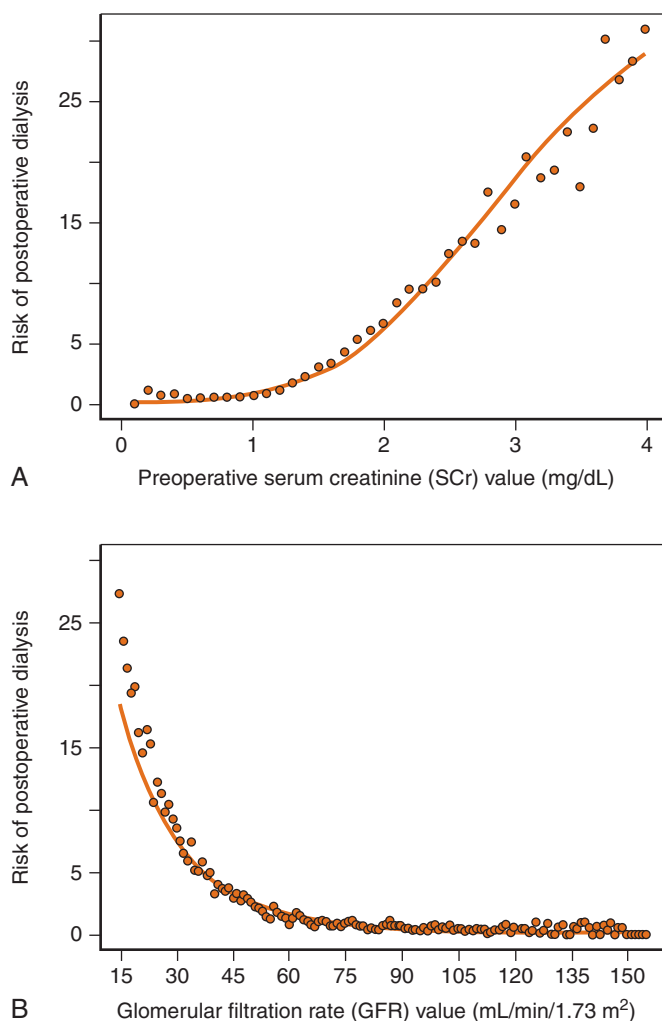 Risk of postoperative dialysis
25
15
5
0
0 1 2 3 4
A Preoperative serum creatinine (SCr) value (mg/dL)
Risk of postoperative dialysis
25
15
5
0
15 30 45 60 75 90 105 120 135 150
B Glomerular filtration rate (GFR) value (mL/min/1.73 m²)